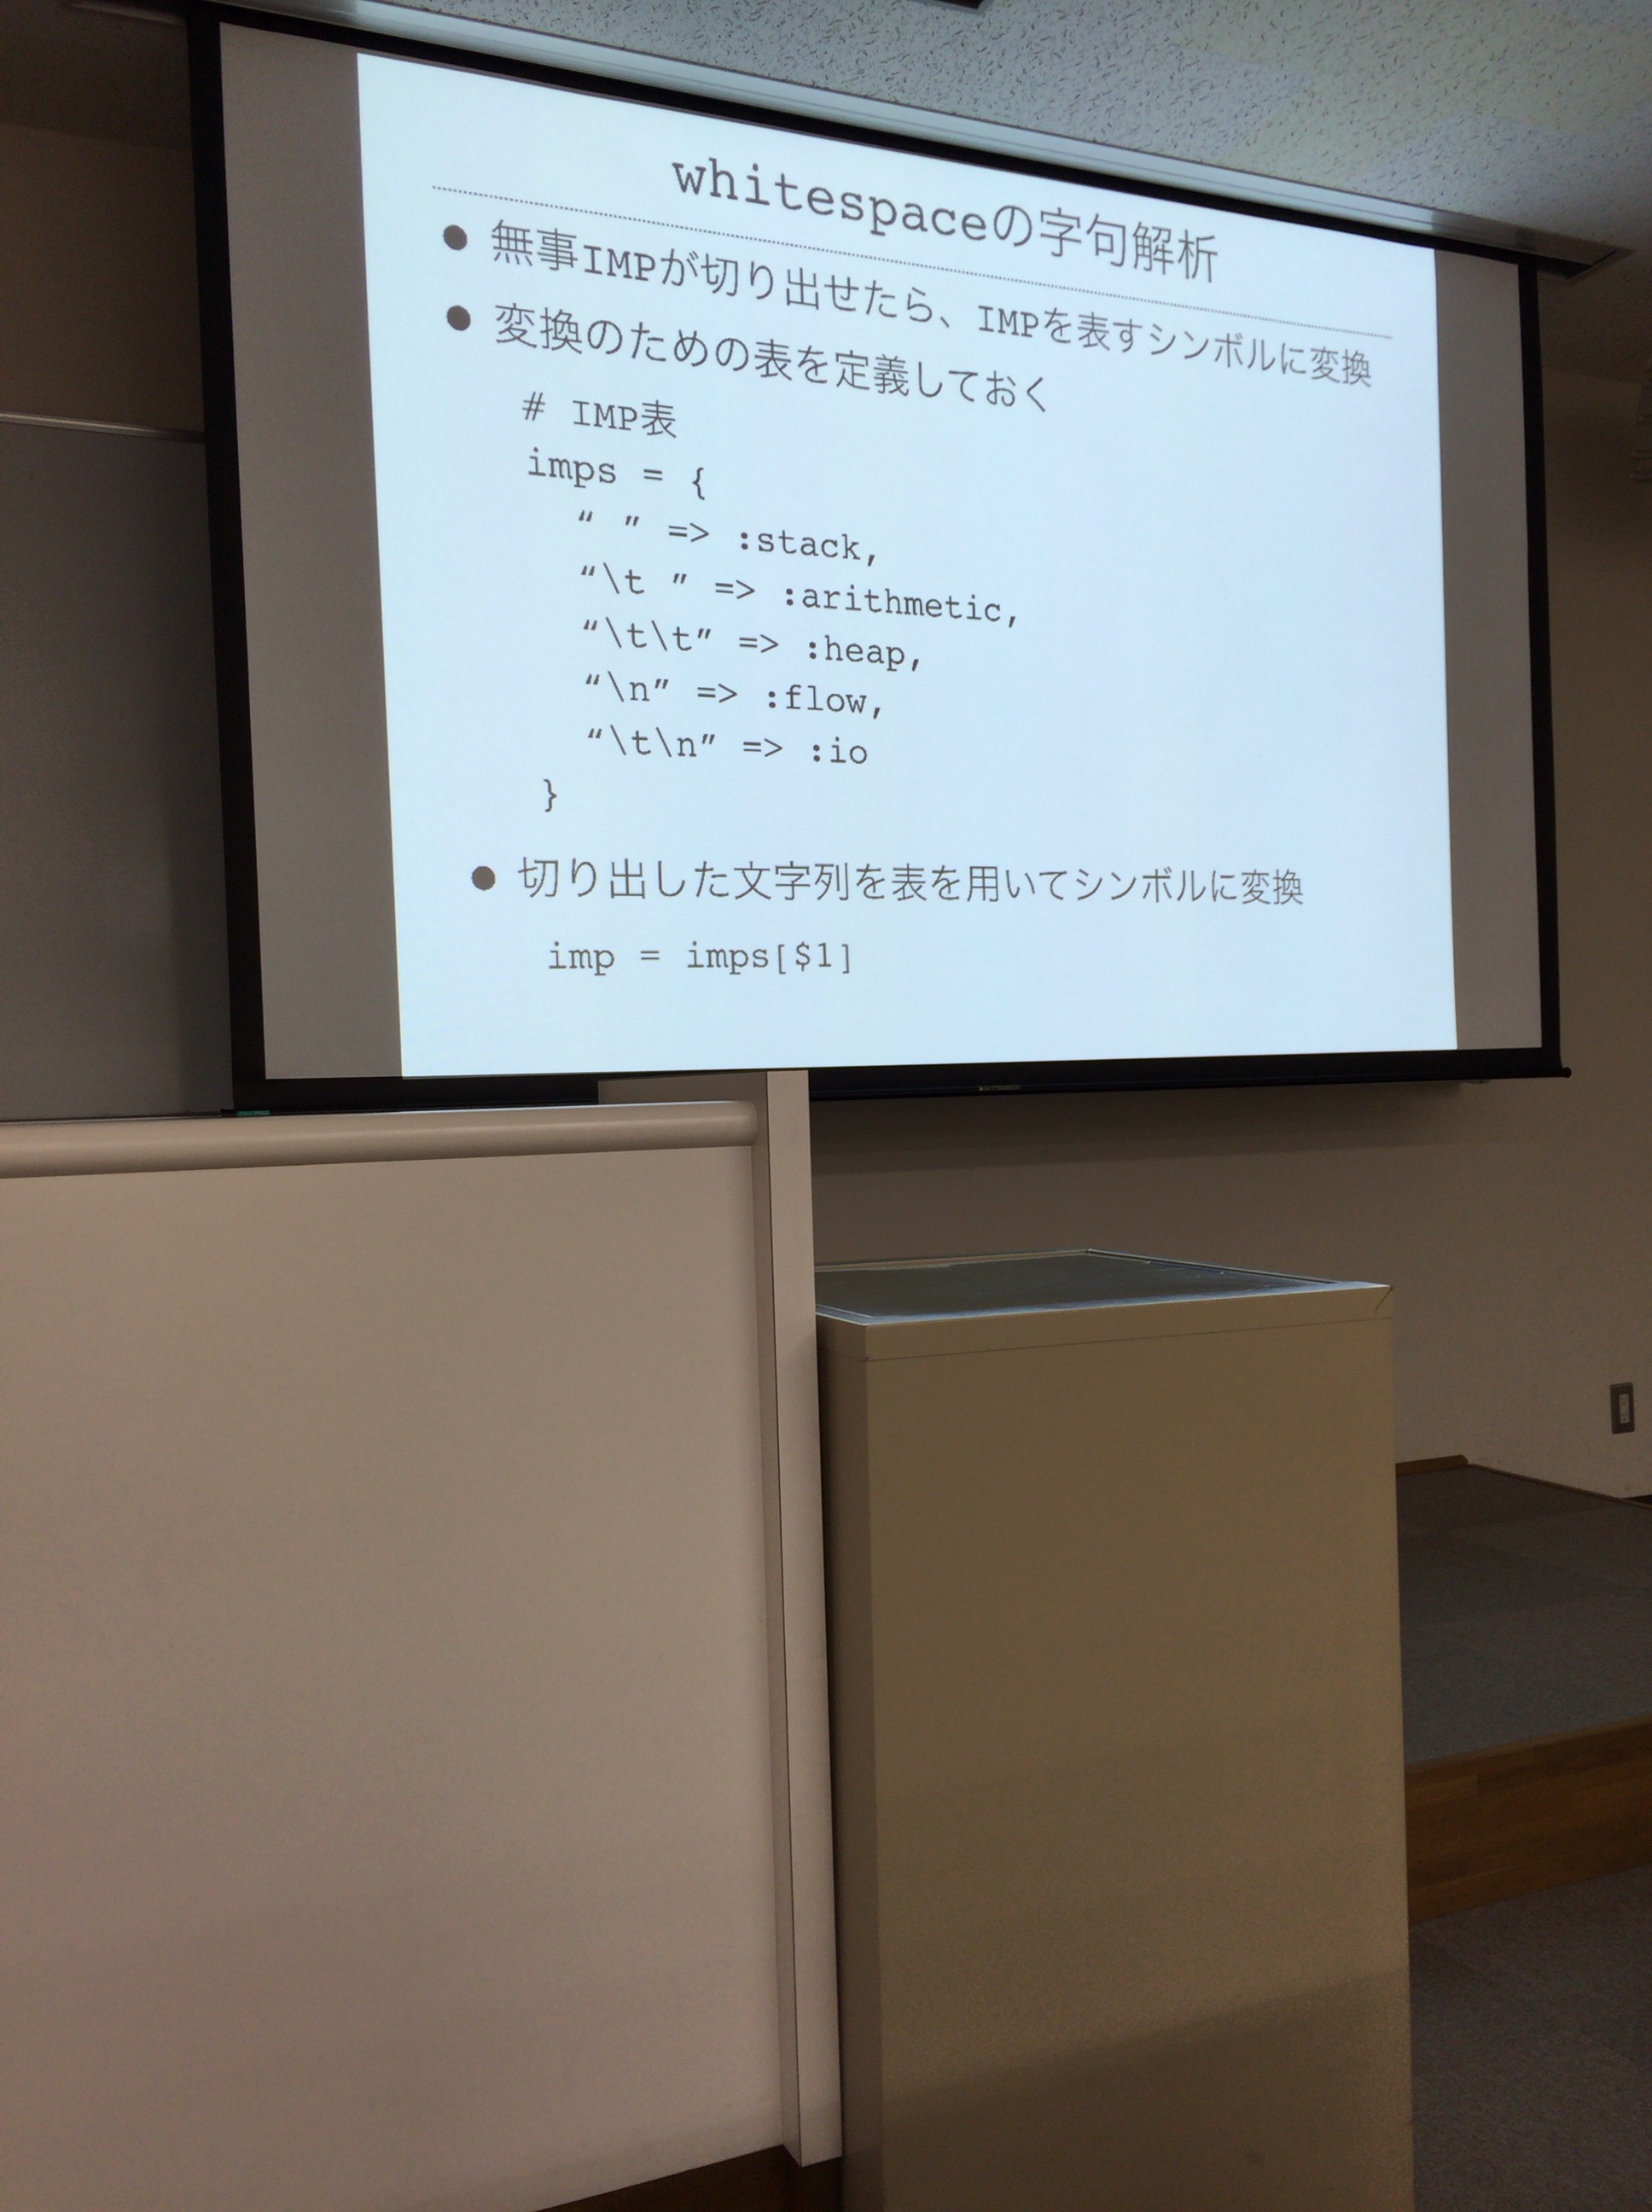 whitespaceの字句解析
● 無事IMPが切り出せたら、IMPを表すシンボルに変換
● 変換のための表を定義しておく
# IMP表
imps = {
“ ” => :stack,
“\t ” => :arithmetic,
“\t\t” => :heap,
“\n” => :flow,
“\t\n” => :io
}
● 切り出した文字列を表を用いてシンボルに変換
imp = imps[$1]